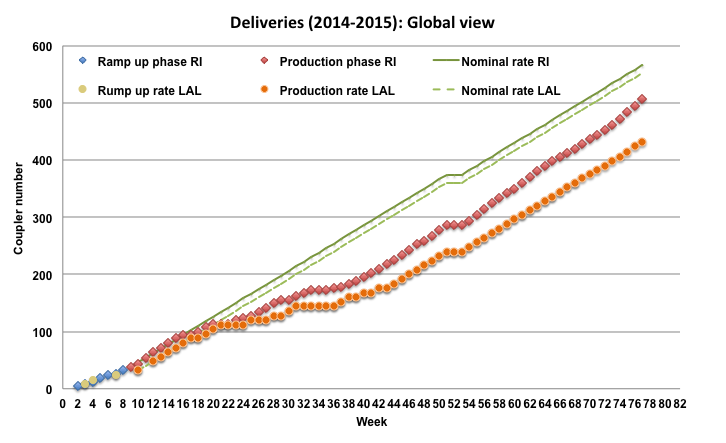 Deliveries (2014-2015): Global view
600
Ramp up phase RI Production phase RI Nominal rate RI
Rump up rate LAL Production rate LAL Nominal rate LAL
500
400
300
200
100
0
Coupler number
0 2 4 6 8 10 12 14 16 18 20 22 24 26 28 30 32 34 36 38 40 42 44 46 48 50 52 54 56 58 60 62 64 66 68 70 72 74 76 78 80 82
Week